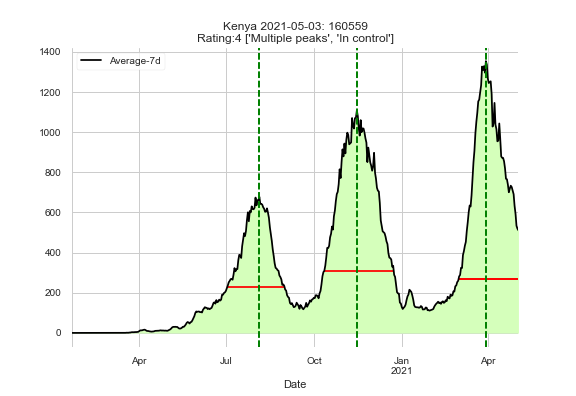 Kenya 2021-05-03: 160559
Rating:4 ['Multiple peaks', 'In control']
Average-7d
1400
1200
1000
800
600
400
200
0
Apr
Jul
Oct
Jan
2021
Apr
Date